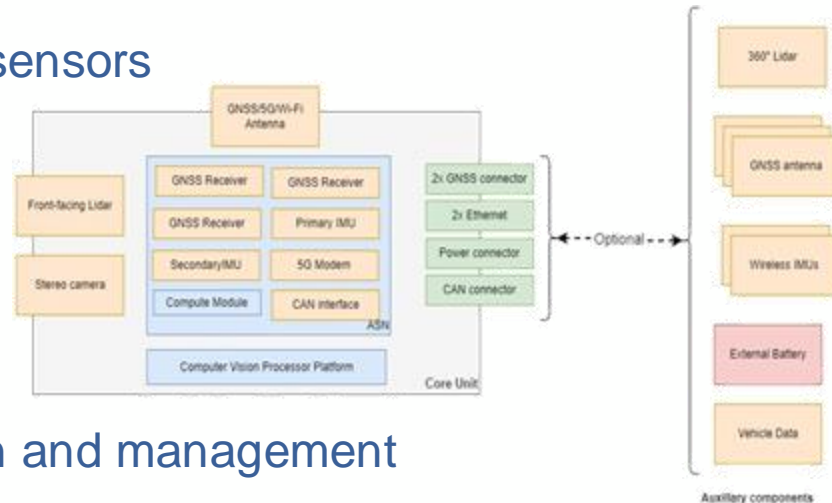 sensors
GNSS/5G/Wi-Fi
Antenna
Front-facing Lidar
Stereo camera
GNSS Receiver
GNSS Receiver
GNSS Receiver
Primary IMU
SecondaryIMU
5G Modem
Compute Module
CAN interface
ASN
Computer Vision Processor Platform
Core Unit
2x GNSS connector
2x Ethernet
Power connector
CAN connector
Optional
360° Lidar
GNSS antenna
Wireless IMUs
External Battery
Vehicle Data
Auxillery components
and management